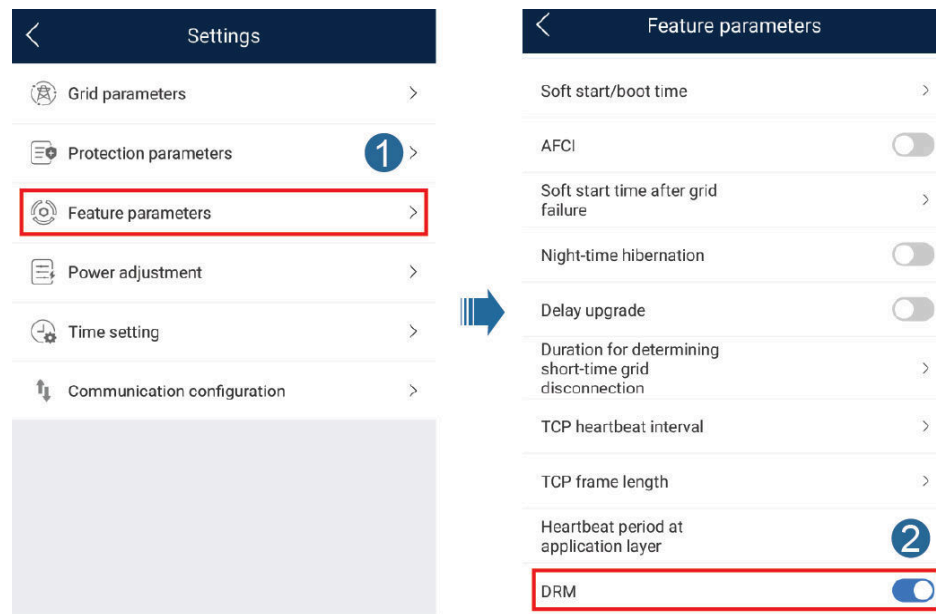 Settings
Grid parameters
Protection parameters
1
Feature parameters
Power adjustment
Time setting
Communication configuration
Feature parameters
Soft start/boot time
AFCI
Soft start time after grid
failure
Night-time hibernation
Delay upgrade
Duration for determining
short-time grid
disconnection
TCP heartbeat interval
TCP frame length
Heartbeat period at
application layer
2
DRM